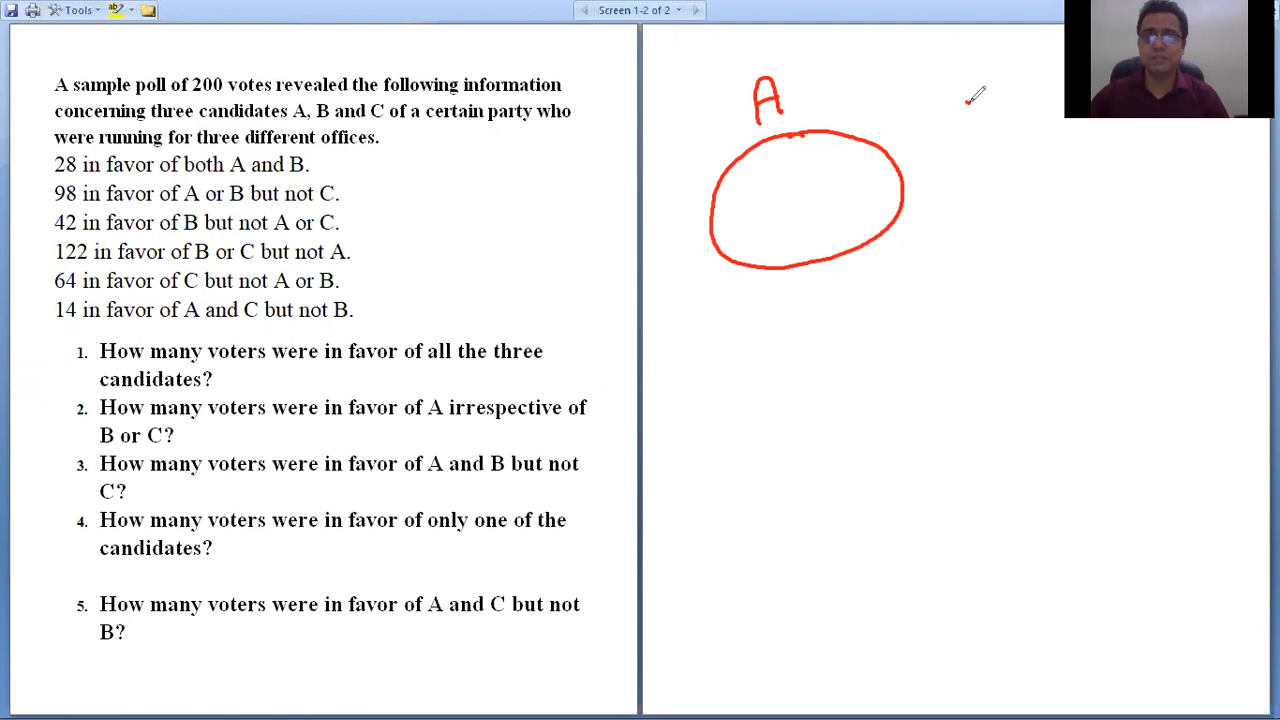 Tools
Screen 1-2 of 2
A sample poll of 200 votes revealed the following information
concerning three candidates A, B and C of a certain party who
were running for three different offices.
28 in favor of both A and B.
98 in favor of A or B but not C.
42 in favor of B but not A or C.
122 in favor of B or C but not A.
64 in favor of C but not A or B.
14 in favor of A and C but not B.
1. How many voters were in favor of all the three
candidates?
2. How many voters were in favor of A irrespective of
B or C?
3. How many voters were in favor of A and B but not
C?
4. How many voters were in favor of only one of the
candidates?
5. How many voters were in favor of A and C but not
B?
A